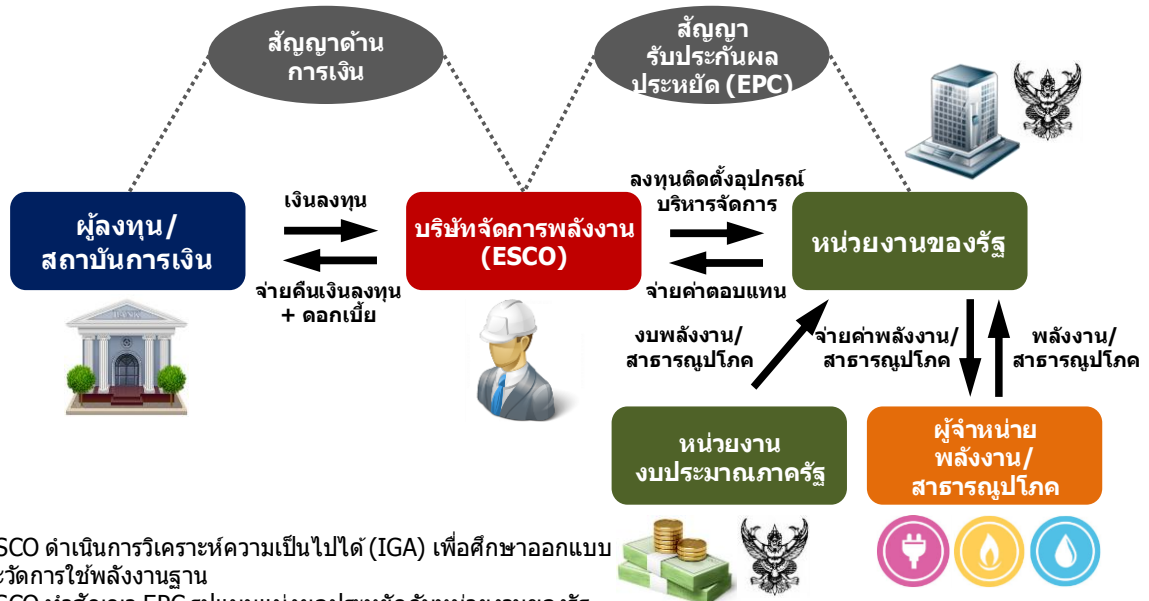 สัญญาด้าน
การเงิน
สัญญา
รับประกันผล
ประหยัด (EPC)
ผู้ลงทุน/
สถาบันการเงิน
เงินลงทุน
จ่ายคืนเงินลงทุน
+ ดอกเบี้ย
บริษัทจัดการพลังงาน
(ESCO)
ลงทุนติดตั้งอุปกรณ์
บริหารจัดการ
จ่ายค่าตอบแทน
หน่วยงานของรัฐ
งบพลังงาน/
สาธารณูปโภค
จ่ายค่าพลังงาน/
สาธารณูปโภค
พลังงาน/
สาธารณูปโภค
หน่วยงาน
งบประมาณภาครัฐ
ผู้จำหน่าย
พลังงาน/
สาธารณูปโภค
BANK
SCO ดำเนินการวิเคราะห์ความเป็นไปได้ (IGA) เพื่อศึกษาออกแบบ
ะวัดการใช้พลังงานฐาน